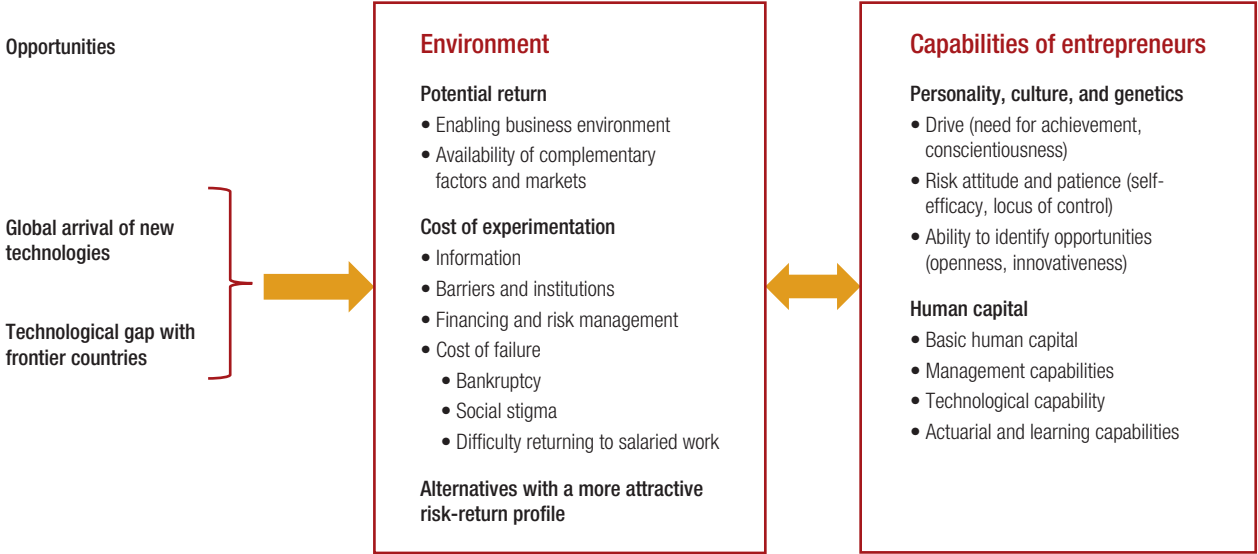 Opportunities
Global arrival of new
technologies
Technological gap with
frontier countries
Environment
Potential return
• Enabling business environment
• Availability of complementary
factors and markets
Cost of experimentation
• Information
• Barriers and institutions
• Financing and risk management
• Cost of failure
• Bankruptcy
• Social stigma
• Difficulty returning to salaried work
Alternatives with a more attractive
risk-return profile
Capabilities of entrepreneurs
Personality, culture, and genetics
• Drive (need for achievement,
conscientiousness)
• Risk attitude and patience (self-
efficacy, locus of control)
• Ability to identify opportunities
(openness, innovativeness)
Human capital
• Basic human capital
• Management capabilities
• Technological capability
• Actuarial and learning capabilities